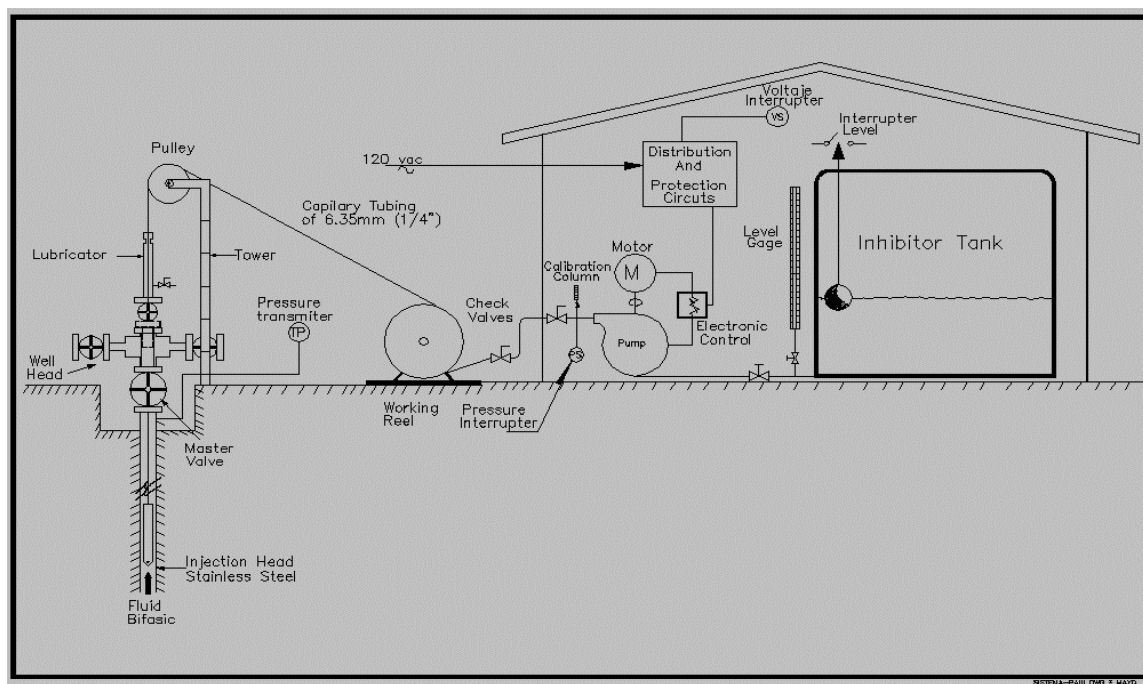 Voltaje
Interrupter
VS
Interrupter
Level
Pulley
120 vac
Distribution
And
Protection
Circuts
Capilary Tubing
of 6.35mm (1/4")
Lubricator
Tower
Motor
M
Level
Gage
Inhibitor Tank
Calibration
Column
Pressure
transmiter
TP
Check
Valves
Electronic
Control
Pump
PS
Well
Head
Working
Reel
Pressure
Interrupter
Master
Valve
Injection Head
Stainless Steel
Fluid
Bifasic